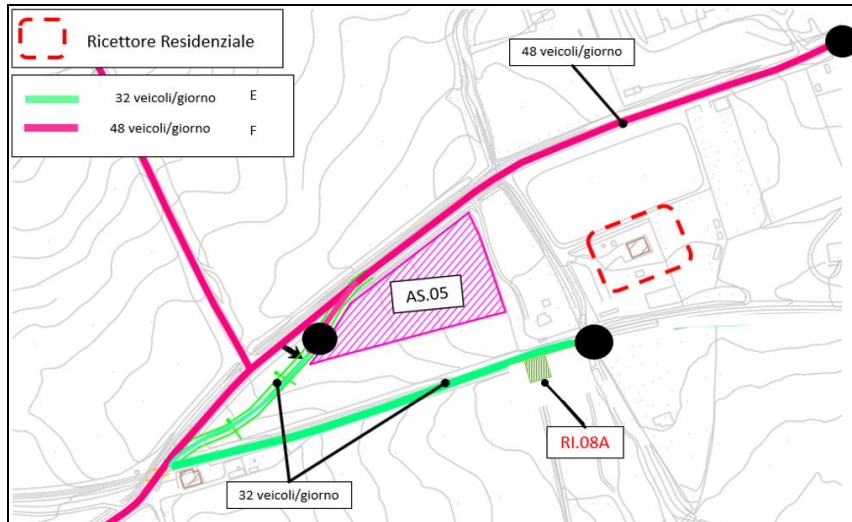 Ricettore Residenziale
32 veicoli/giorno E
48 veicoli/giorno F
48 veicoli/giorno
AS.05
RI.08A
32 veicoli/giorno